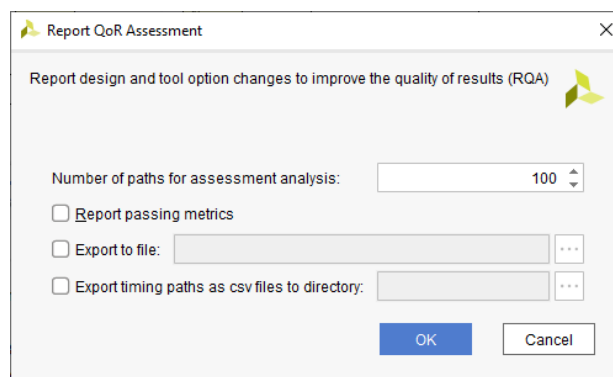 Report QoR Assessment
Report design and tool option changes to improve the quality of results (RQA)
Number of paths for assessment analysis: 100
Report passing metrics
Export to file: ...
Export timing paths as csv files to directory: ...
OK Cancel